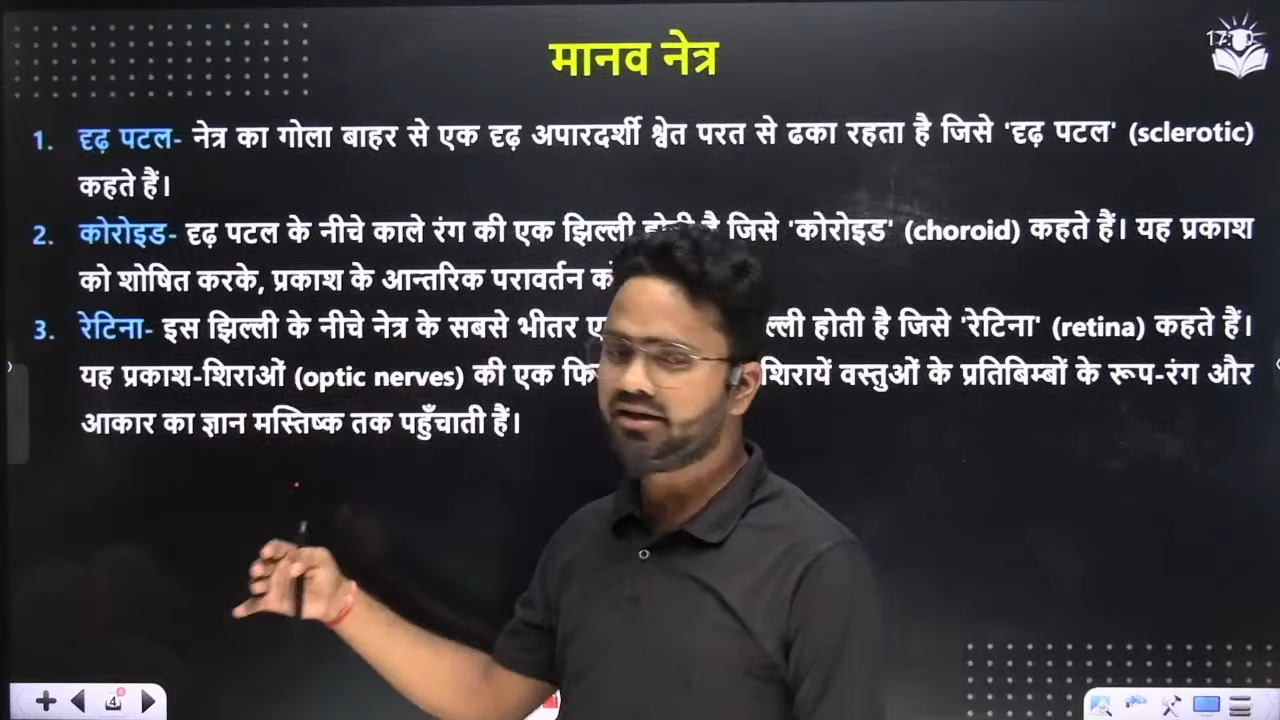 मानव नेत्र
1. दृढ़ पटल- नेत्र का गोला बाहर से एक दृढ़ अपारदर्शी श्वेत परत से ढका रहता है जिसे 'दृढ़ पटल' (sclerotic)
कहते हैं।
2. कोरोइड- दृढ़ पटल के नीचे काले रंग की एक झिल्ली होती है जिसे 'कोरोइड' (choroid) कहते हैं। यह प्रकाश
को शोषित करके, प्रकाश के आन्तरिक परावर्तन
3. रेटिना- इस झिल्ली के नीचे नेत्र के सबसे भीतर होती है जिसे 'रेटिना' (retina) कहते हैं।
यह प्रकाश-शिराओं (optic nerves) की एक शिरायें वस्तुओं के प्रतिबिम्बों के रूप-रंग और
आकार का ज्ञान मस्तिष्क तक पहुँचाती हैं।
4